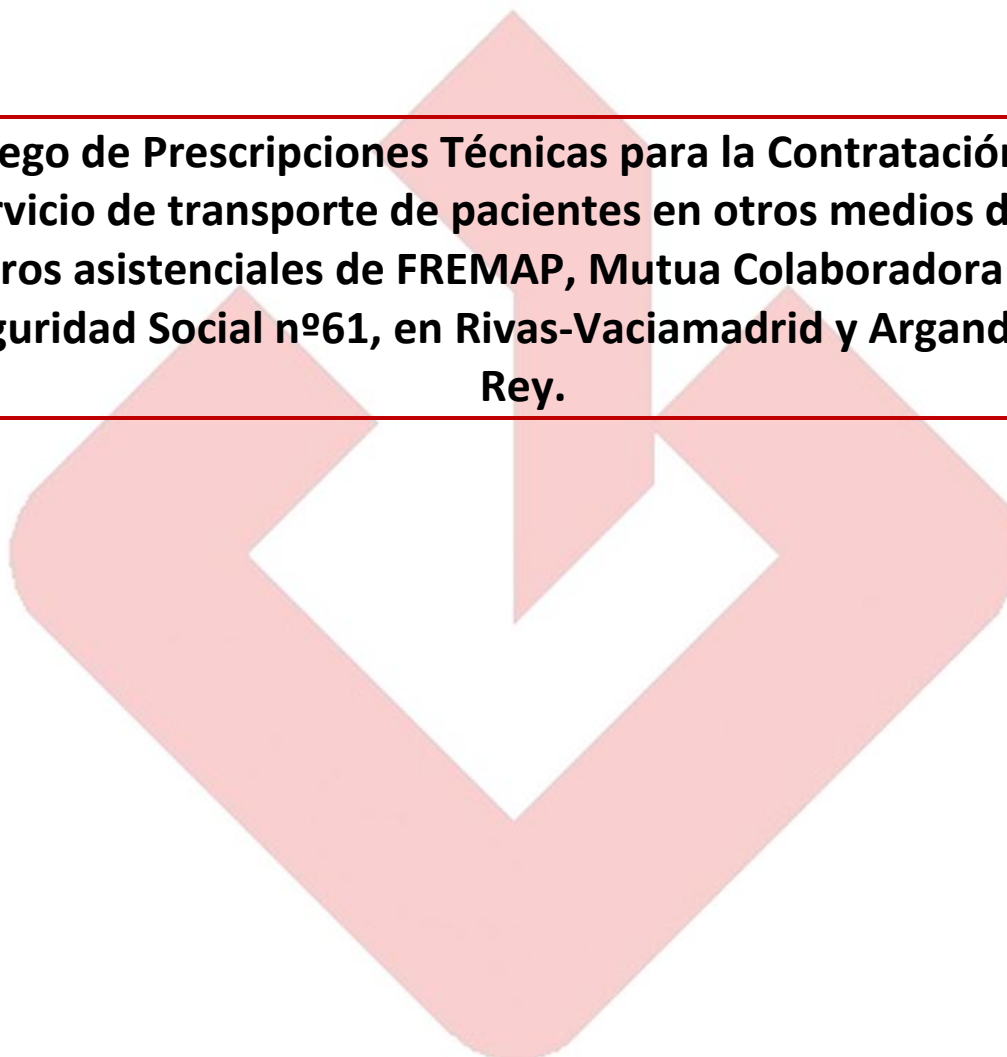 ego de Prescripciones Técnicas para la Contratación
rvicio de transporte de pacientes en otros medios d
ros asistenciales de FREMAP, Mutua Colaboradora
guridad Social nº61, en Rivas-Vaciamadrid y Argand
Rey.